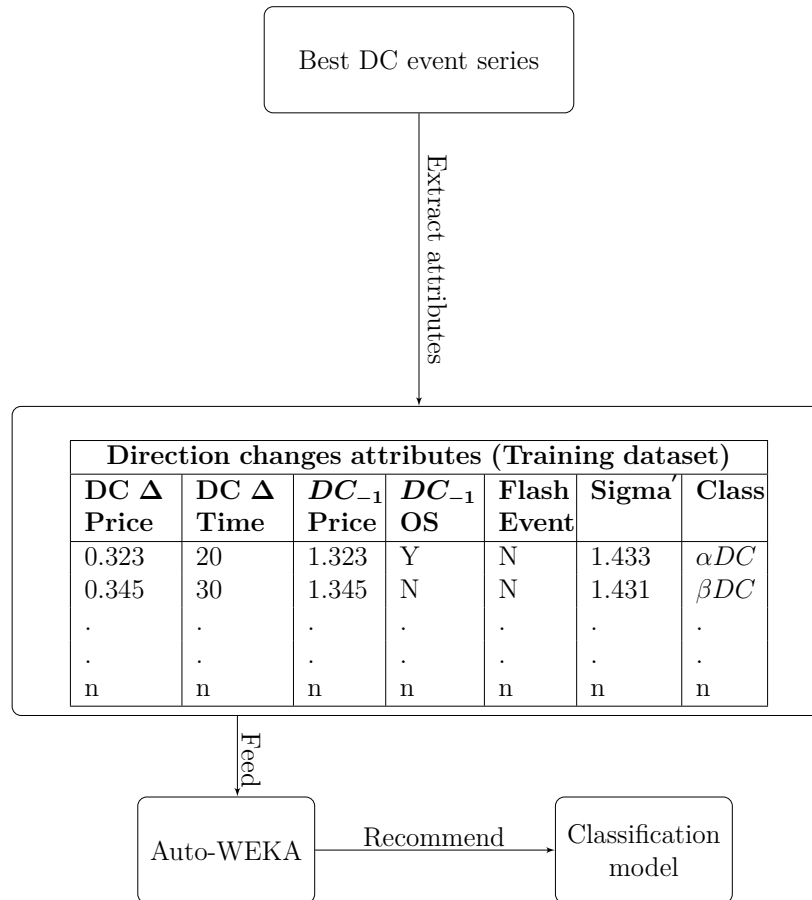 Best DC event series
Extract attributes
Direction changes attributes (Training dataset)
DC Δ DC Δ DC₋₁ DC₋₁ Flash Sigma′ Class
Price Time Price OS Event
0.323 20 1.323 Y N 1.433 αDC
0.345 30 1.345 N N 1.431 βDC
. . . . . . .
. . . . . . .
n n n n n n n
Feed
Auto-WEKA
Recommend
Classification
model